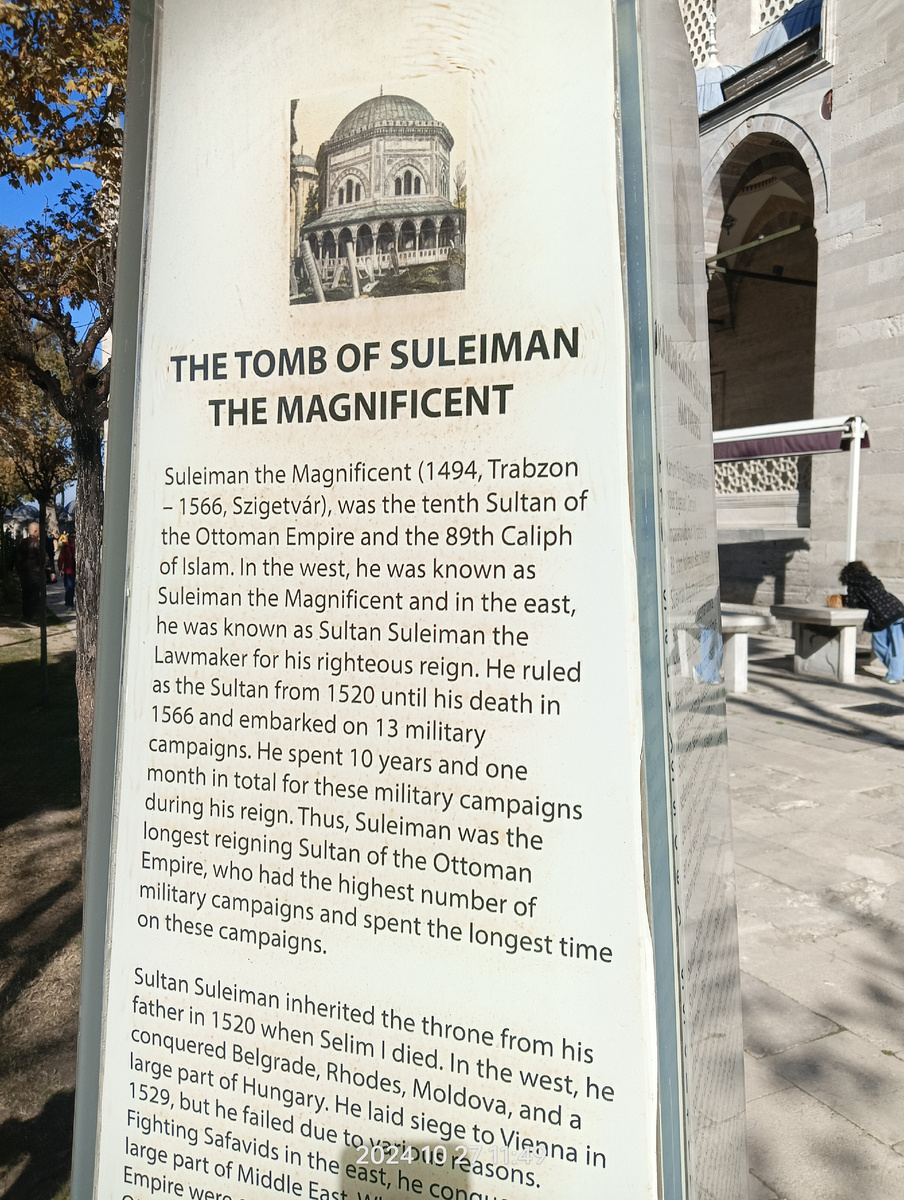 THE TOMB OF SULEIMAN
THE MAGNIFICENT
Suleiman the Magnificent (1494, Trabzon
– 1566, Szigetvár), was the tenth Sultan of
the Ottoman Empire and the 89th Caliph
of Islam. In the west, he was known as
Suleiman the Magnificent and in the east,
he was known as Sultan Suleiman the
Lawmaker for his righteous reign. He ruled
as the Sultan from 1520 until his death in
1566 and embarked on 13 military
campaigns. He spent 10 years and one
month in total for these military campaigns
during his reign. Thus, Suleiman was the
longest reigning Sultan of the Ottoman
Empire, who had the highest number of
military campaigns and spent the longest time
on these campaigns.
Sultan Suleiman inherited the throne from his
father in 1520 when Selim I died. In the west, he
conquered Belgrade, Rhodes, Moldova, and a
large part of Hungary. He laid siege to Vienna in
1529, but he failed due to various reasons.
Fighting Safavids in the east, he
large part of Middle East.
Empire were
2024 10 27 11:49